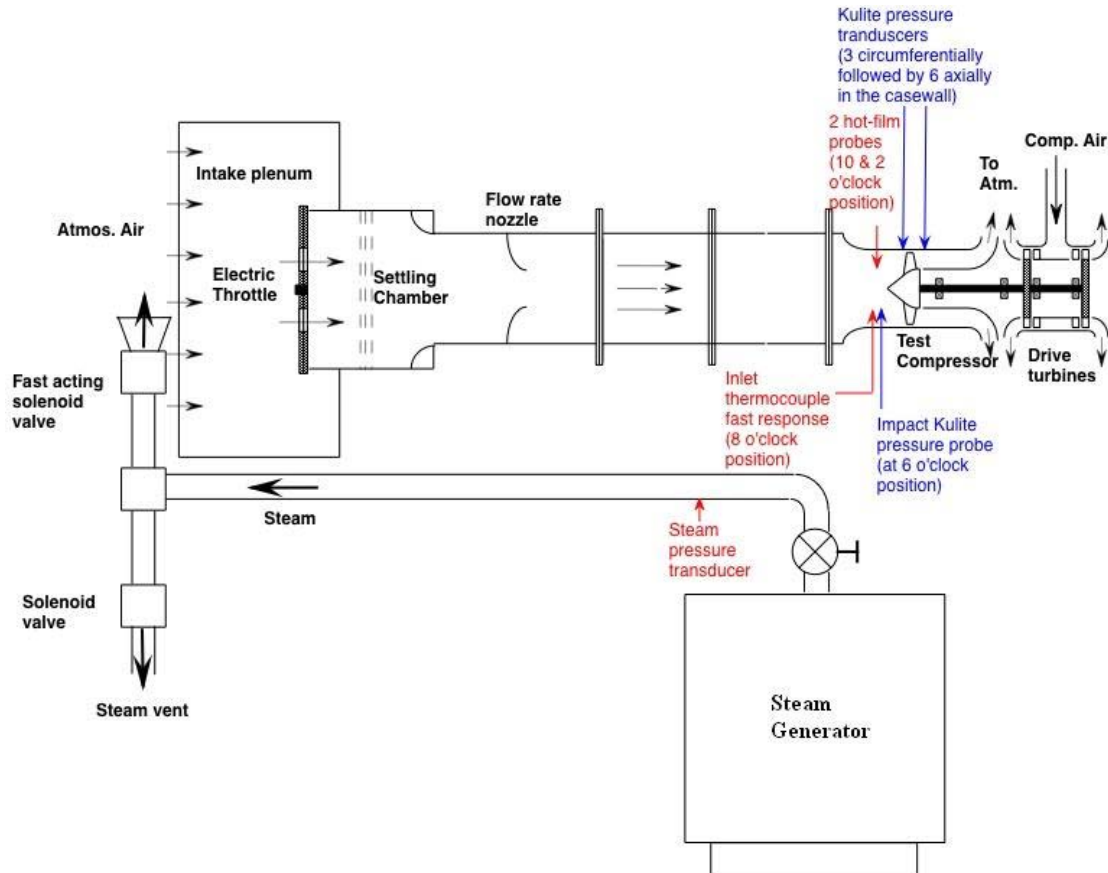 Kulite pressure
tranduscers
(3 circumferentially
followed by 6 axially
in the casewall)
2 hot-film
probes
(10 & 2
o'clock
position)
Comp. Air
To
Atm.
Intake plenum
Flow rate
nozzle
Atmos. Air
Electric
Throttle
Settling
Chamber
Test
Compressor
Drive
turbines
Fast acting
solenoid
valve
Inlet
thermocouple
fast response
(8 o'clock
position)
Impact Kulite
pressure probe
(at 6 o'clock
position)
Steam
Steam
pressure
transducer
Solenoid
valve
Steam vent
Steam
Generator